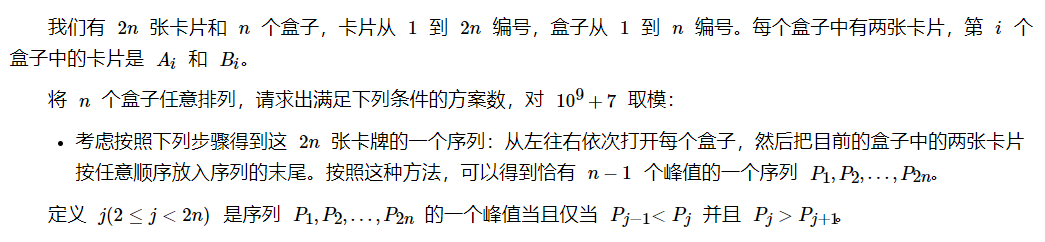 我们有 2n 张卡片和 n 个盒子，卡片从 1 到 2n 编号，盒子从 1 到 n 编号。每个盒子中有两张卡片，第 i 个
盒子中的卡片是 A_i 和 B_i。
将 n 个盒子任意排列，请求出满足下列条件的方案数，对 10^9 + 7 取模：
• 考虑按照下列步骤得到这 2n 张卡牌的一个序列：从左往右依次打开每个盒子，然后把目前的盒子中的两张卡片
按任意顺序放入序列的末尾。按照这种方法，可以得到恰有 n − 1 个峰值的一个序列 P_1, P_2, …, P_{2n}。
定义 j(2 ≤ j < 2n) 是序列 P_1, P_2, …, P_{2n} 的一个峰值当且仅当 P_{j−1} < P_j 并且 P_j > P_{j+1}。